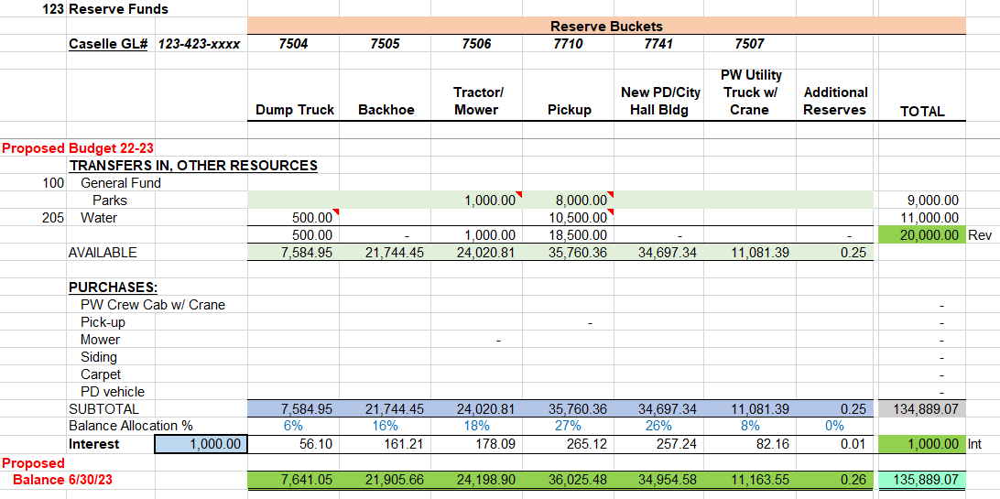 123 Reserve Funds
Reserve Buckets
Caselle GL# 123-423-xxxx 7504 7505 7506 7710 7741 7507
PW Utility
Tractor/ New PD/City Truck w/ Additional
Dump Truck Backhoe Mower Pickup Hall Bldg Crane Reserves TOTAL
Proposed Budget 22-23
TRANSFERS IN, OTHER RESOURCES
100 General Fund
Parks 1,000.00 8,000.00 9,000.00
205 Water 500.00 10,500.00 11,000.00
500.00 - 1,000.00 18,500.00 - - 20,000.00 Rev
AVAILABLE 7,584.95 21,744.45 24,020.81 35,760.36 34,697.34 11,081.39 0.25
PURCHASES:
PW Crew Cab w/ Crane -
Pick-up - -
Mower - -
Siding -
Carpet -
PD vehicle -
SUBTOTAL 7,584.95 21,744.45 24,020.81 35,760.36 34,697.34 11,081.39 0.25 134,889.07
Balance Allocation % 6% 16% 18% 27% 26% 8% 0%
Interest 1,000.00 56.10 161.21 178.09 265.12 257.24 82.16 0.01 1,000.00 Int
Proposed
Balance 6/30/23 7,641.05 21,905.66 24,198.90 36,025.48 34,954.58 11,163.55 0.26 135,889.07